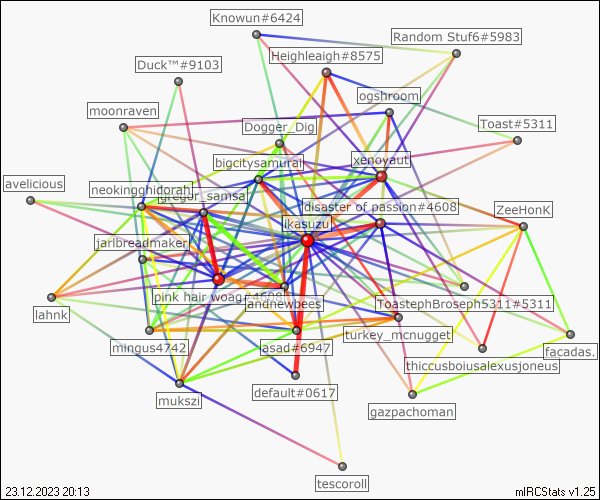 Knowun#6424
Random Stuf6#5983
Heighleaigh#8575
Duck™#9103
ogshroom
moonraven
Dogger_Dig
Toast#5311
bigcitysamurai
xenoyaut
avelicious
neokingghidorah
gregor_samsa
disaster of passion#4608
ZeeHonK
ikasuzu
jaribreadmaker
pink hair woag#4608
andnewbees
ToastephBroseph5311#5311
lahnk
turkey_mcnugget
mingus4742
asad#6947
facadas.
thiccusboiusalexusjoneus
default#0617
mukszi
gazpachoman
tescoroll
23.12.2023 20:13
mIRCStats v1.25